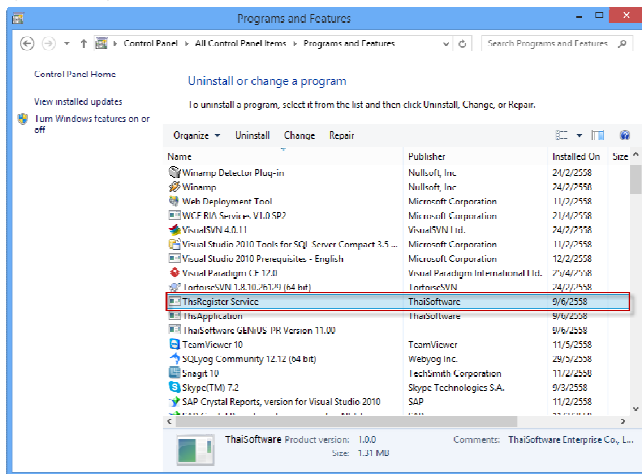 Programs and Features
Control Panel ▸ All Control Panel Items ▸ Programs and Features
Search Programs and Features
Control Panel Home
View installed updates
Turn Windows features on or off
Uninstall or change a program
To uninstall a program, select it from the list and then click Uninstall, Change, or Repair.
Organize Uninstall Change Repair
Name Publisher Installed On Size
Winamp Detector Plug-in Nullsoft, Inc 24/2/2558
Winamp Nullsoft, Inc 24/2/2558
Web Deployment Tool Microsoft Corporation 11/2/2558
WCF RIA Services V1.0 SP2 Microsoft Corporation 21/4/2558
VisualSVN 4.0.11 VisualSVN Ltd. 24/2/2558
Visual Studio 2010 Tools for SQL Server Compact 3.5 ... Microsoft Corporation 11/2/2558
Visual Studio 2010 Prerequisites - English Microsoft Corporation 12/2/2558
Visual Paradigm CE 12.0 Visual Paradigm International Ltd. 25/4/2558
TortoiseSVN 1.8.10.26129 (64 bit) TortoiseSVN 24/2/2558
ThsRegister Service ThaiSoftware 9/6/2558
ThsApplication ThaiSoftware 9/6/2558
ThaiSoftware GENiUS PR Version 11.00 9/6/2558
TeamViewer 10 TeamViewer 11/5/2558
SQLyog Community 12.12 (64 bit) Webyog Inc. 29/5/2558
Snagit 10 TechSmith Corporation 11/2/2558
Skype(TM) 7.2 Skype Technologies S.A. 9/3/2558
SAP Crystal Reports, version for Visual Studio 2010 SAP 11/2/2558
ThaiSoftware Product version: 1.0.0 Comments: ThaiSoftware Enterprise Co., L...
Size: 1.31 MB